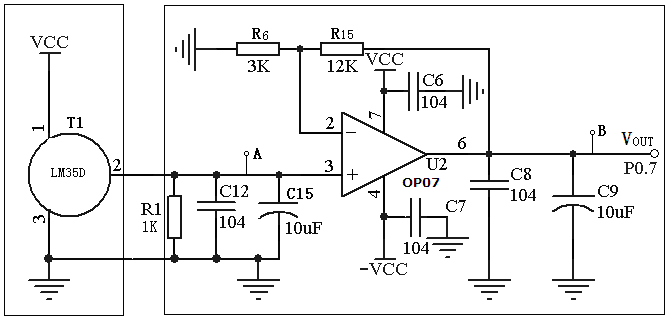 VCC
T1
1
LM35D
2
3
R1
1K
C12
104
A
C15
10uF
R6
3K
R15
12K
VCC
C6
104
7
2
3
6
U2
4
OP07
C7
104
-VCC
C8
104
B
VOUT
P0.7
C9
10uF